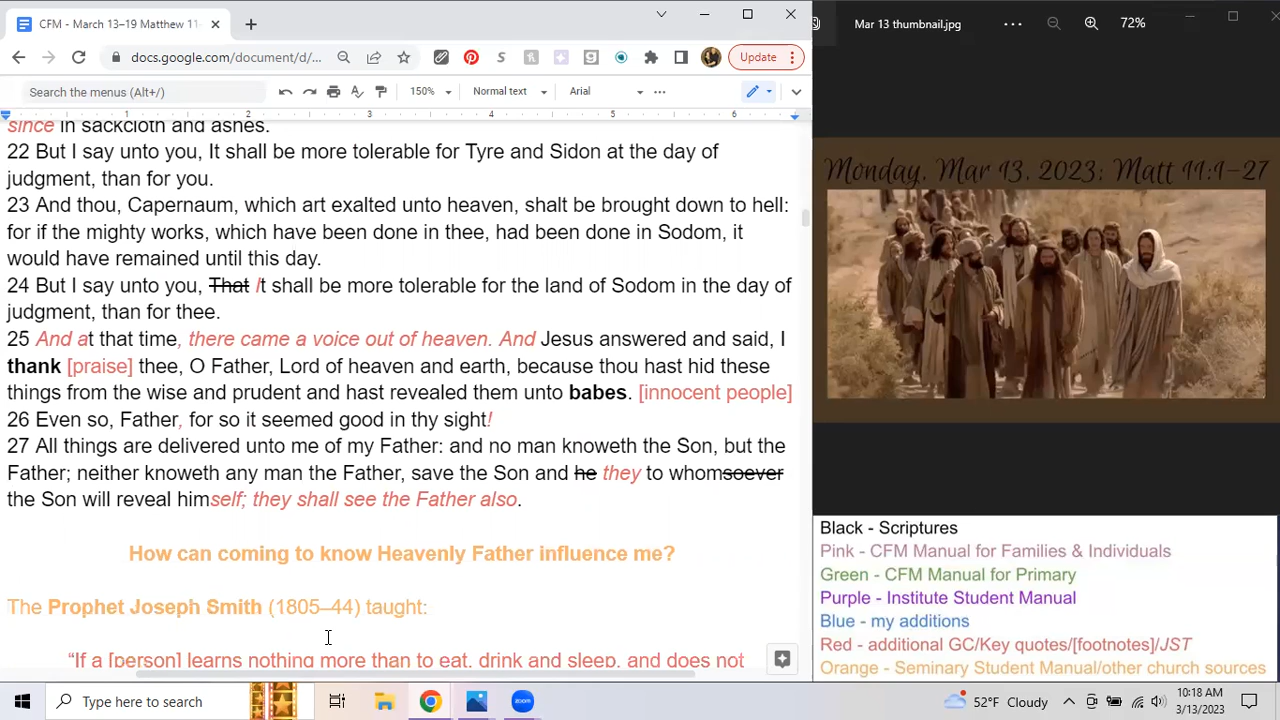 CFM - March 13–19 Matthew 11-
docs.google.com/document/d/...
Update
Search the menus (Alt+/)
150%
Normal text
Arial
1 2 3 4 5 6
since in sackcloth and ashes.
22 But I say unto you, It shall be more tolerable for Tyre and Sidon at the day of
judgment, than for you.
23 And thou, Capernaum, which art exalted unto heaven, shalt be brought down to hell:
for if the mighty works, which have been done in thee, had been done in Sodom, it
would have remained until this day.
24 But I say unto you, That It shall be more tolerable for the land of Sodom in the day of
judgment, than for thee.
25 And at that time, there came a voice out of heaven. And Jesus answered and said, I
thank [praise] thee, O Father, Lord of heaven and earth, because thou hast hid these
things from the wise and prudent and hast revealed them unto babes. [innocent people]
26 Even so, Father, for so it seemed good in thy sight!
27 All things are delivered unto me of my Father: and no man knoweth the Son, but the
Father; neither knoweth any man the Father, save the Son and he they to whomsoever
the Son will reveal himself; they shall see the Father also.
How can coming to know Heavenly Father influence me?
The Prophet Joseph Smith (1805–44) taught:
“If a [person] learns nothing more than to eat, drink and sleep, and does not
Mar 13 thumbnail.jpg
72%
Monday, Mar 13, 2023: Matt 11:1–27
Black - Scriptures
Pink - CFM Manual for Families & Individuals
Green - CFM Manual for Primary
Purple - Institute Student Manual
Blue - my additions
Red - additional GC/Key quotes/[footnotes]/JST
Orange - Seminary Student Manual/other church sources
Type here to search
zoom
52°F Cloudy
10:18 AM
3/13/2023